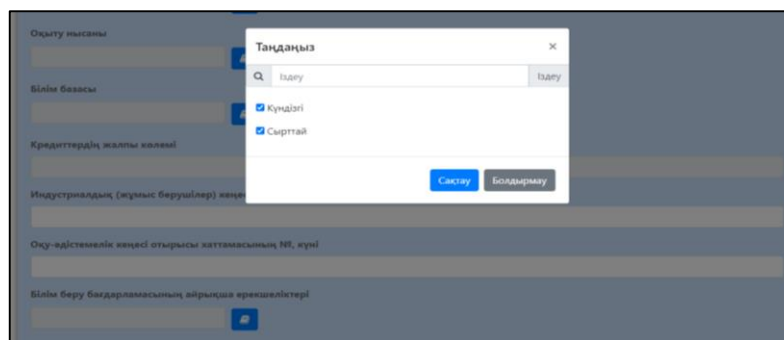 Оқыту нысаны
Таңдаңыз ×
Іздеу Іздеу
Білім базасы
Күндізгі
Сырттай
Кредиттердің жалпы көлемі
Сақтау Болдырмау
Индустриалдық (жұмыс берушілер) кеңе
Оқу-әдістемелік кеңесі отырысы хаттамасының №, күні
Білім беру бағдарламасының айрықша ерекшеліктері